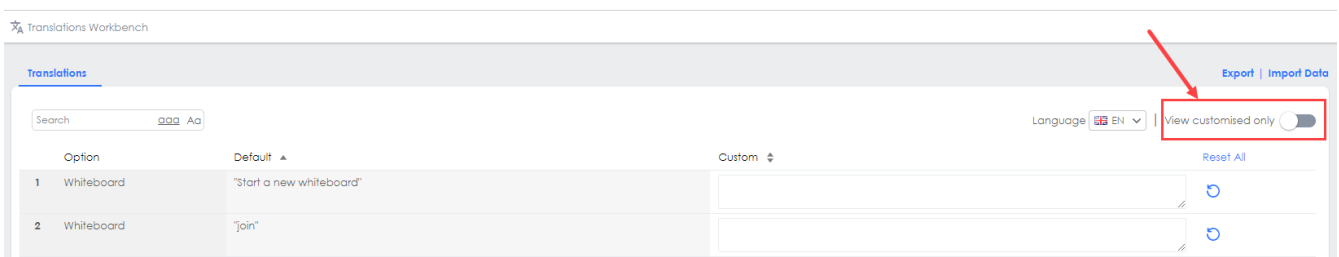 Translations Workbench
Translations
Export | Import Data
Search aaa Aa
Language EN | View customised only
Option Default Custom Reset All
1 Whiteboard "Start a new whiteboard"
2 Whiteboard "join"